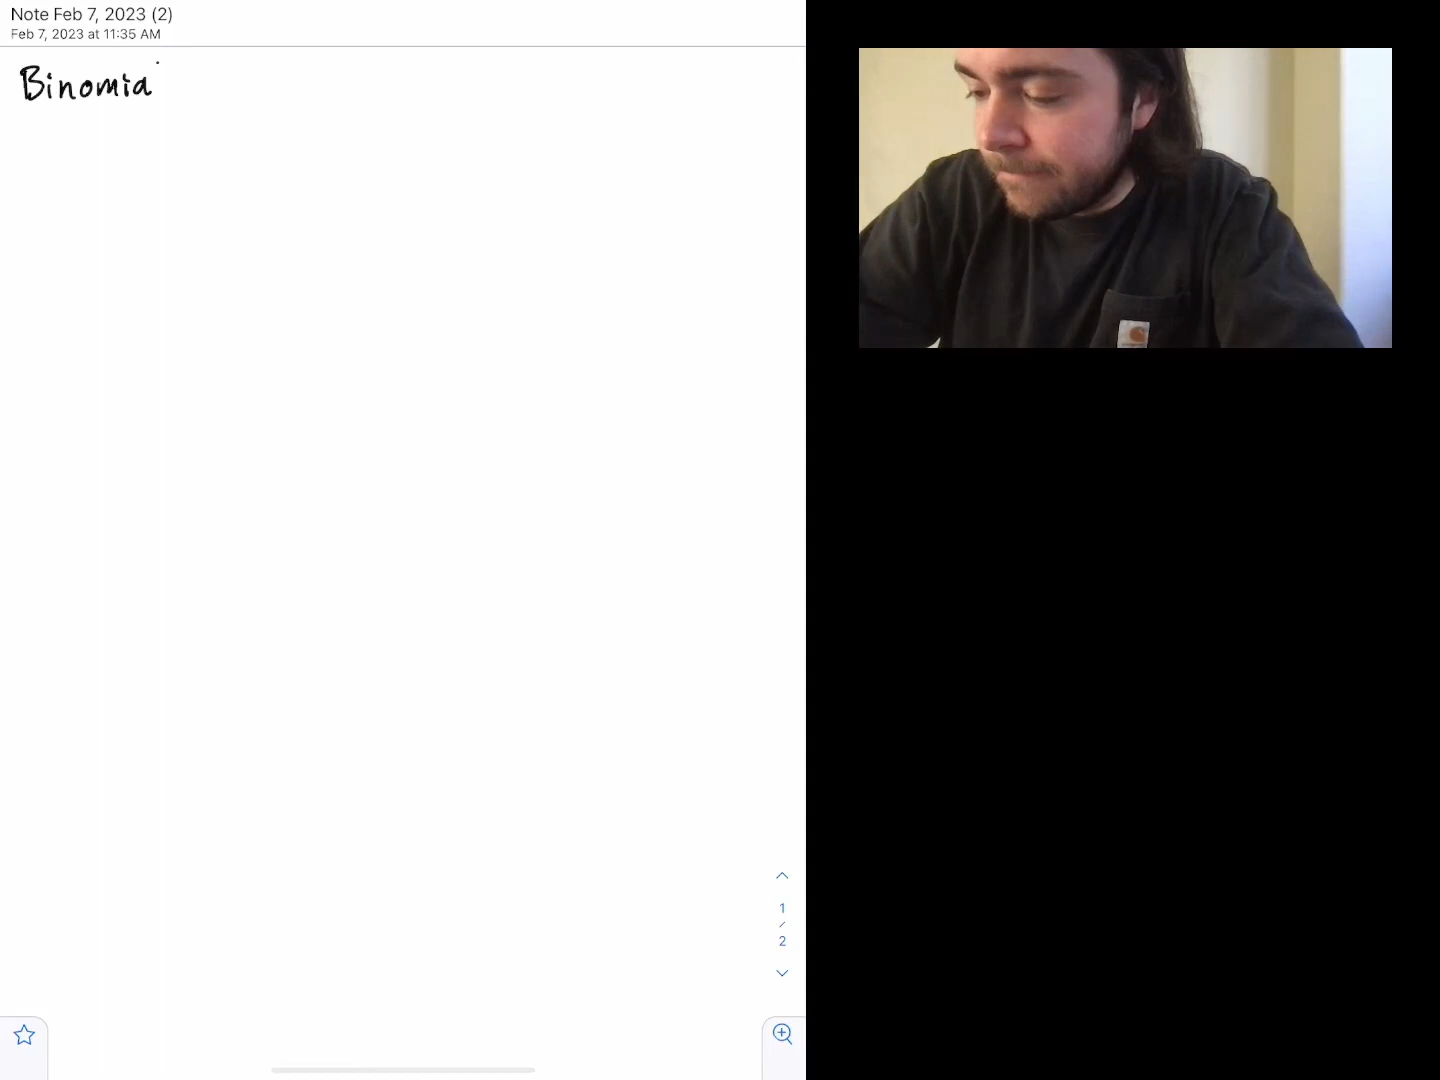 Note Feb 7, 2023 (2)
Feb 7, 2023 at 11:35 AM
Binomia
1
/
2